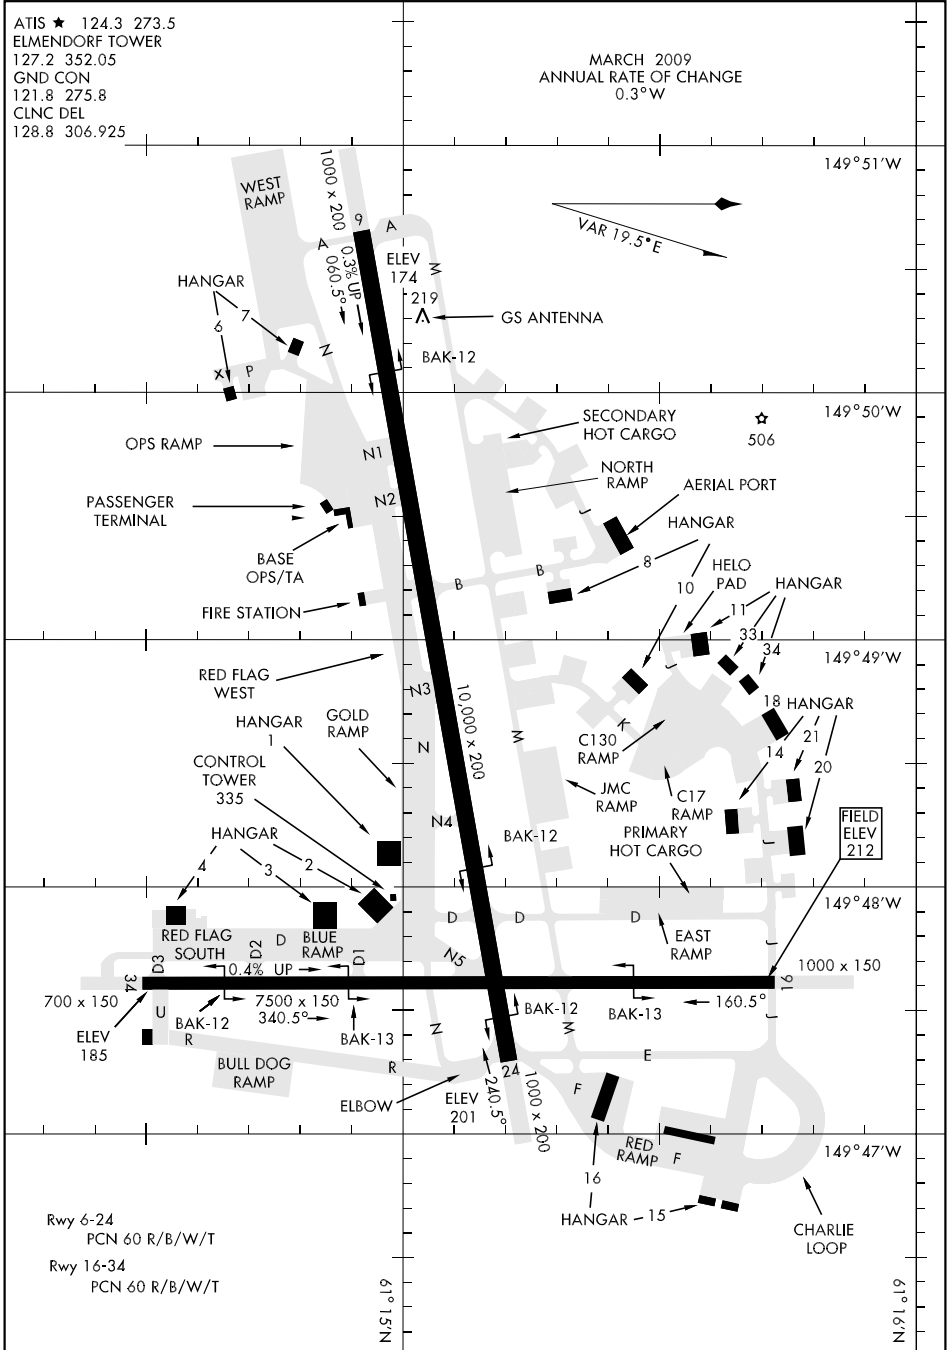 ATIS ★ 124.3 273.5
ELMENDORF TOWER
127.2 352.05
GND CON
121.8 275.8
CLNC DEL
128.8 306.925
MARCH 2009
ANNUAL RATE OF CHANGE
0.3° W
149°51'W
WEST
RAMP
1000 x 200
9
A
A
VAR 19.5°E
0.3% UP
060.5°
ELEV
174
M
HANGAR
7
6
219
GS ANTENNA
N
BAK-12
X
P
149°50'W
SECONDARY
HOT CARGO
506
OPS RAMP
N1
NORTH
RAMP
AERIAL PORT
PASSENGER
TERMINAL
N2
J
HANGAR
BASE
OPS/TA
B
B
8
10
HELO
PAD
HANGAR
11
33
34
FIRE STATION
149°49'W
RED FLAG
WEST
J
N3
10,000 x 200
HANGAR
1
GOLD
RAMP
18
HANGAR
K
M
N
C130
RAMP
14
21
20
CONTROL
TOWER
335
JMC
RAMP
C17
RAMP
N4
BAK-12
PRIMARY
HOT CARGO
FIELD
ELEV
212
HANGAR
4
3
2
J
149°48'W
D
D
D
RED FLAG
SOUTH
D
BLUE
RAMP
EAST
RAMP
D3
D2
D1
N5
J
0.4% UP
1000 x 150
34
16
700 x 150
7500 x 150
340.5°
160.5°
U
BAK-12
BAK-12
BAK-13
J
ELEV
185
R
BAK-13
N
M
E
BULL DOG
RAMP
R
24
F
ELBOW
ELEV
201
240.5°
1000 x 200
RED
RAMP
F
149°47'W
16
HANGAR
15
CHARLIE
LOOP
Rwy 6-24
PCN 60 R/B/W/T
Rwy 16-34
PCN 60 R/B/W/T
61°15'N
61°16'N